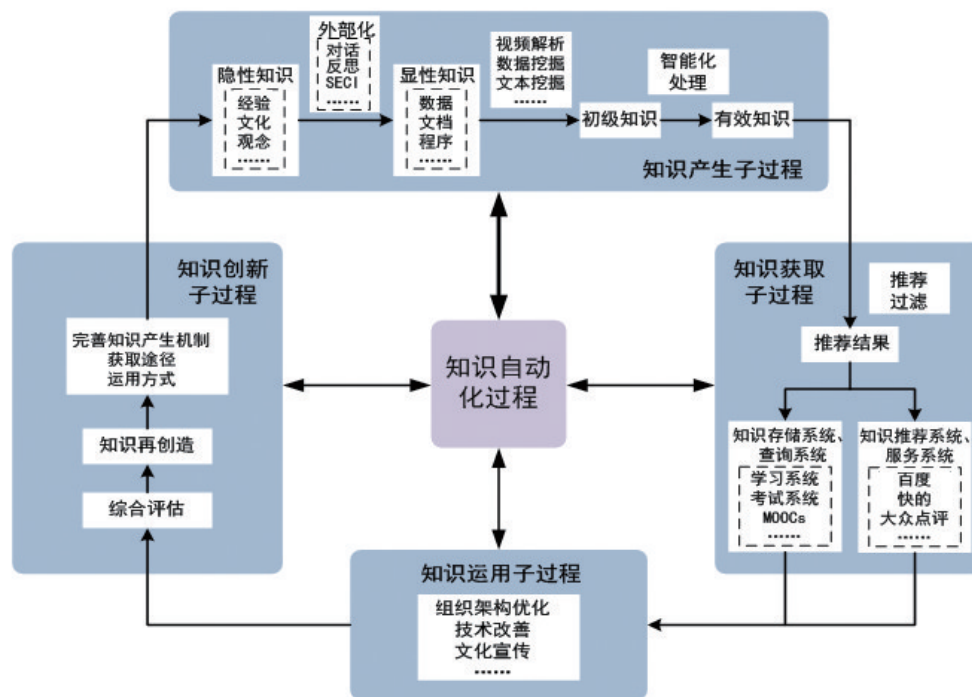 外部化
对话
反思
SECI
……
隐性知识
经验
文化
观念
……
显性知识
数据
文档
程序
……
视频解析
数据挖掘
文本挖掘
……
初级知识
智能化
处理
有效知识
知识产生子过程
知识创新
子过程
完善知识产生机制
获取途径
运用方式
知识再创造
综合评估
知识自动
化过程
知识获取
子过程
推荐
过滤
推荐结果
知识存储系统、
查询系统
学习系统
考试系统
MOOCs
……
知识推荐系统、
服务系统
百度
快的
大众点评
……
知识运用子过程
组织架构优化
技术改善
文化宣传
……